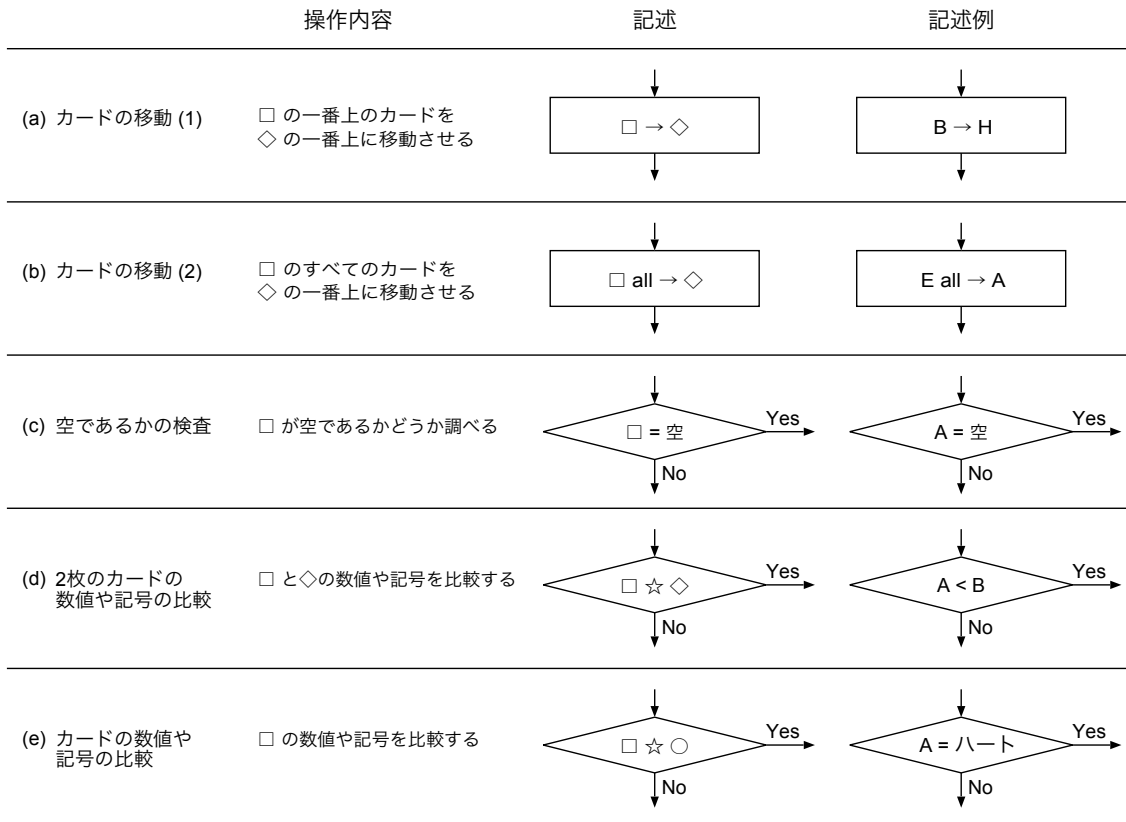 操作内容 記述 記述例
(a) カードの移動 (1) □ の一番上のカードを
◇ の一番上に移動させる
□ → ◇ B → H
(b) カードの移動 (2) □ のすべてのカードを
◇ の一番上に移動させる
□ all → ◇ E all → A
(c) 空であるかの検査 □ が空であるかどうか調べる □ = 空 Yes A = 空 Yes
No No
(d) 2枚のカードの
数値や記号の比較
□ と◇の数値や記号を比較する □ ☆ ◇ Yes A < B Yes
No No
(e) カードの数値や
記号の比較
□ の数値や記号を比較する □ ☆ ○ Yes A = ハート Yes
No No